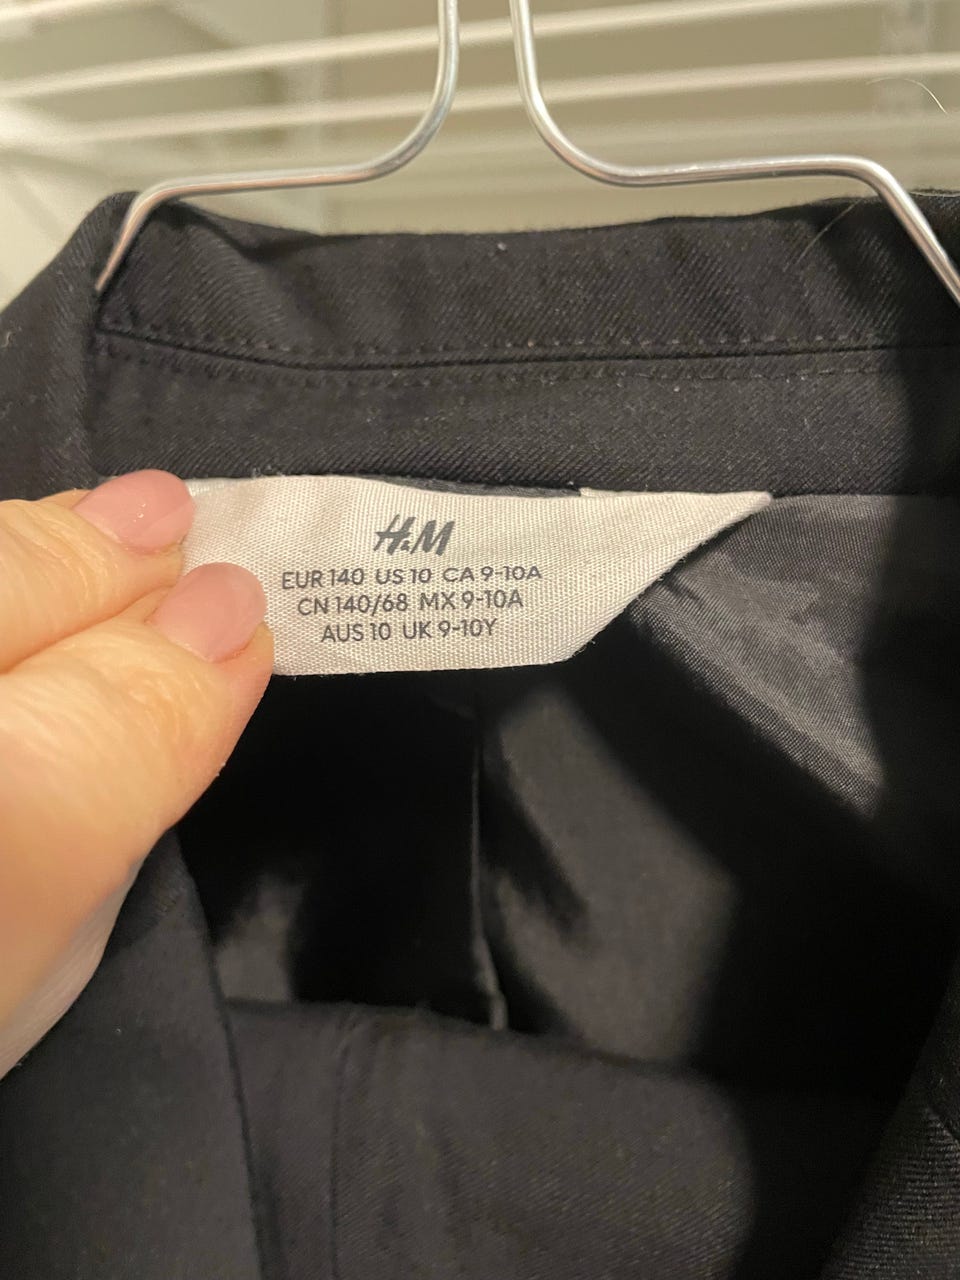 H&M
EUR 140 US 10 CA 9-10A
CN 140/68 MX 9-10A
AUS 10 UK 9-10Y